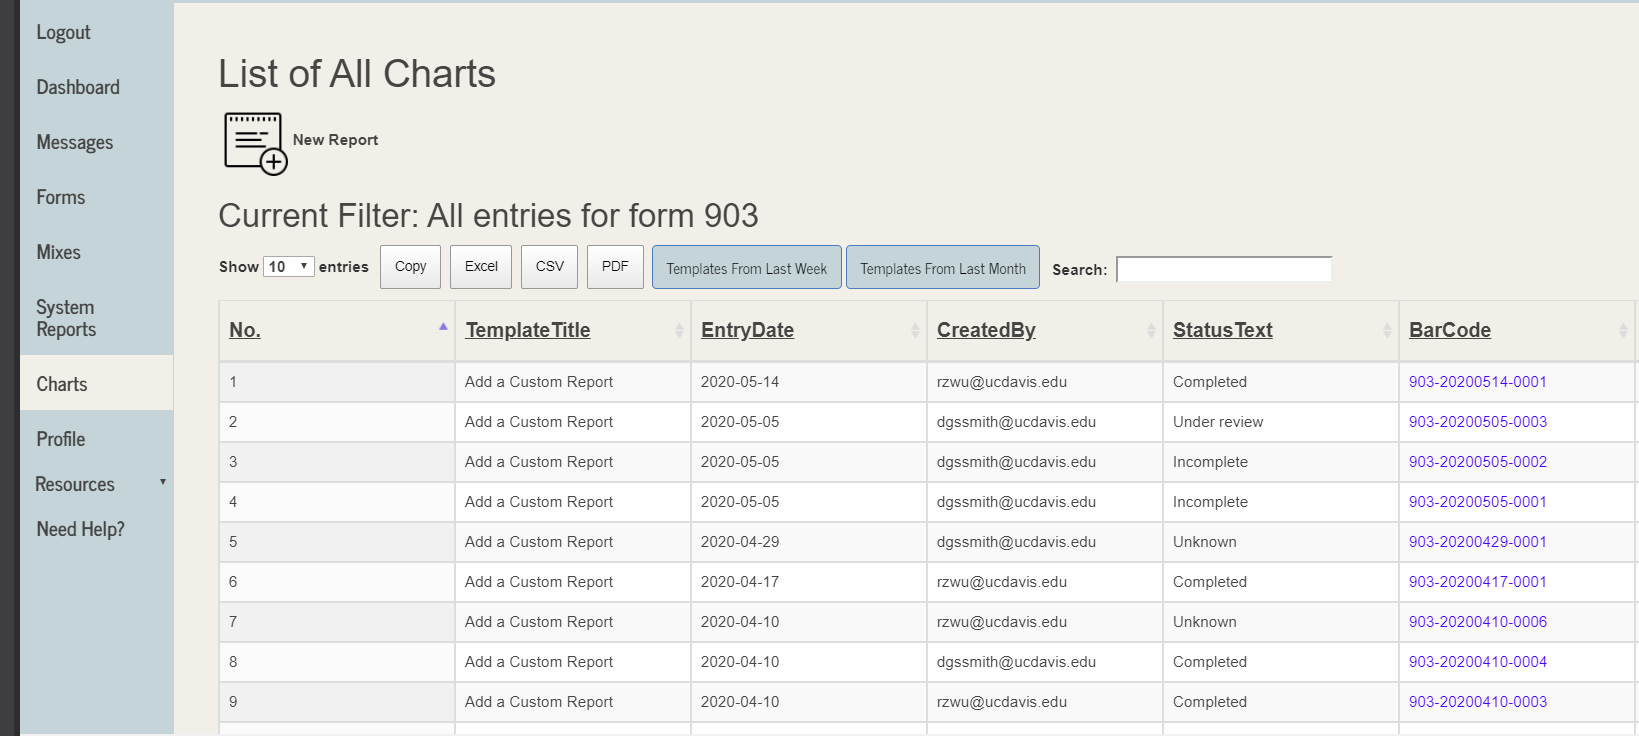 Logout
Dashboard
Messages
Forms
Mixes
System
Reports
Charts
Profile
Resources ▾
Need Help?
List of All Charts
New Report
Current Filter: All entries for form 903
Show 10 entries Copy Excel CSV PDF Templates From Last Week Templates From Last Month Search:
No. TemplateTitle EntryDate CreatedBy StatusText BarCode
1 Add a Custom Report 2020-05-14 rzwu@ucdavis.edu Completed 903-20200514-0001
2 Add a Custom Report 2020-05-05 dgssmith@ucdavis.edu Under review 903-20200505-0003
3 Add a Custom Report 2020-05-05 dgssmith@ucdavis.edu Incomplete 903-20200505-0002
4 Add a Custom Report 2020-05-05 dgssmith@ucdavis.edu Incomplete 903-20200505-0001
5 Add a Custom Report 2020-04-29 dgssmith@ucdavis.edu Unknown 903-20200429-0001
6 Add a Custom Report 2020-04-17 rzwu@ucdavis.edu Completed 903-20200417-0001
7 Add a Custom Report 2020-04-10 rzwu@ucdavis.edu Unknown 903-20200410-0006
8 Add a Custom Report 2020-04-10 dgssmith@ucdavis.edu Completed 903-20200410-0004
9 Add a Custom Report 2020-04-10 rzwu@ucdavis.edu Completed 903-20200410-0003